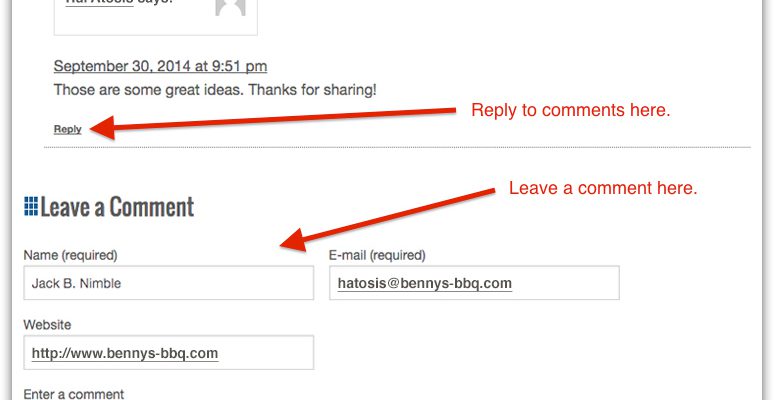 Hal Atosis says:
September 30, 2014 at 9:51 pm
Those are some great ideas. Thanks for sharing!
Reply
Reply to comments here.
Leave a comment here.
Leave a Comment
Name (required)
E-mail (required)
Jack B. Nimble
hatosis@bennys-bbq.com
Website
http://www.bennys-bbq.com
Enter a comment